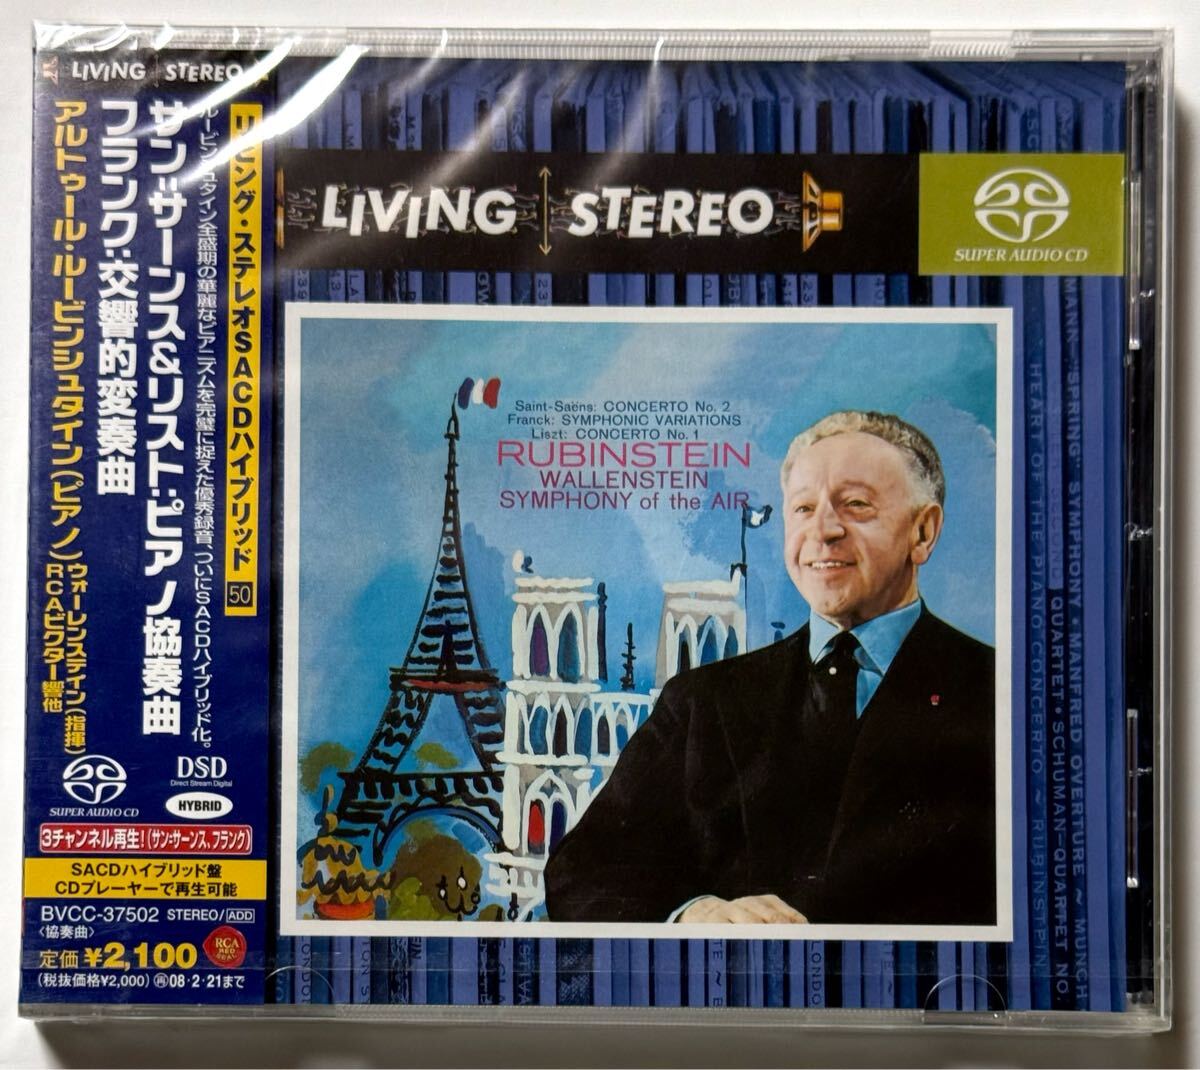 LIVING STEREO
リビング・ステレオSACDハイブリッド 50
ルービンシュタイン全盛期の華麗なピアニズムを完璧に捉えた優秀録音、ついにSACDハイブリッド化。
サン=サーンス&リスト:ピアノ協奏曲
フランク:交響的変奏曲
アルトゥール・ルービンシュタイン(ピアノ)ウォーレンステイン(指揮)
RCAビクター響他
SUPER AUDIO CD
DSD
Direct Stream Digital
HYBRID
3チャンネル再生!(サン=サーンス、フランク)
SACDハイブリッド盤
CDプレーヤーで再生可能
BVCC-37502 STEREO/ADD
〈協奏曲〉
定価 ¥2,100
(税抜価格¥2,000) 再08・2・21まで
RCA
RED SEAL
LIVING STEREO
SUPER AUDIO CD
Saint-Saëns: CONCERTO No. 2
Franck: SYMPHONIC VARIATIONS
Liszt: CONCERTO No. 1
RUBINSTEIN
WALLENSTEIN
SYMPHONY of the AIR
MANN "SPRING" SYMPHONY • MANFRED OVERTURE ~ MUNCH
QUARTET • SCHUMAN-QUARTET NO.
HEART OF THE PIANO CONCERTO ~ RUBINSTEIN
LONDON